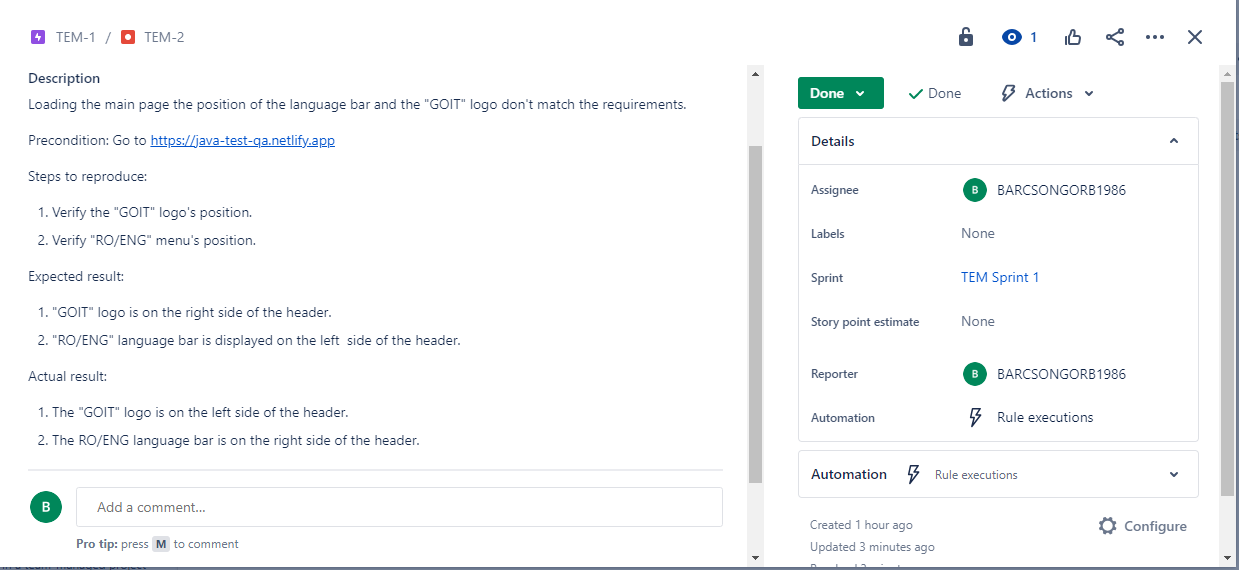 TEM-1 / TEM-2
1
Description
Loading the main page the position of the language bar and the "GOIT" logo don't match the requirements.
Precondition: Go to https://java-test-qa.netlify.app
Steps to reproduce:
1. Verify the "GOIT" logo's position.
2. Verify "RO/ENG" menu's position.
Expected result:
1. "GOIT" logo is on the right side of the header.
2. "RO/ENG" language bar is displayed on the left  side of the header.
Actual result:
1. The "GOIT" logo is on the left side of the header.
2. The RO/ENG language bar is on the right side of the header.
B
Add a comment...
Pro tip: press M to comment
Done
Done
Actions
Details
Assignee
B BARCSONGORB1986
Labels
None
Sprint
TEM Sprint 1
Story point estimate
None
Reporter
B BARCSONGORB1986
Automation
Rule executions
Automation
Rule executions
Created 1 hour ago
Configure
Updated 3 minutes ago